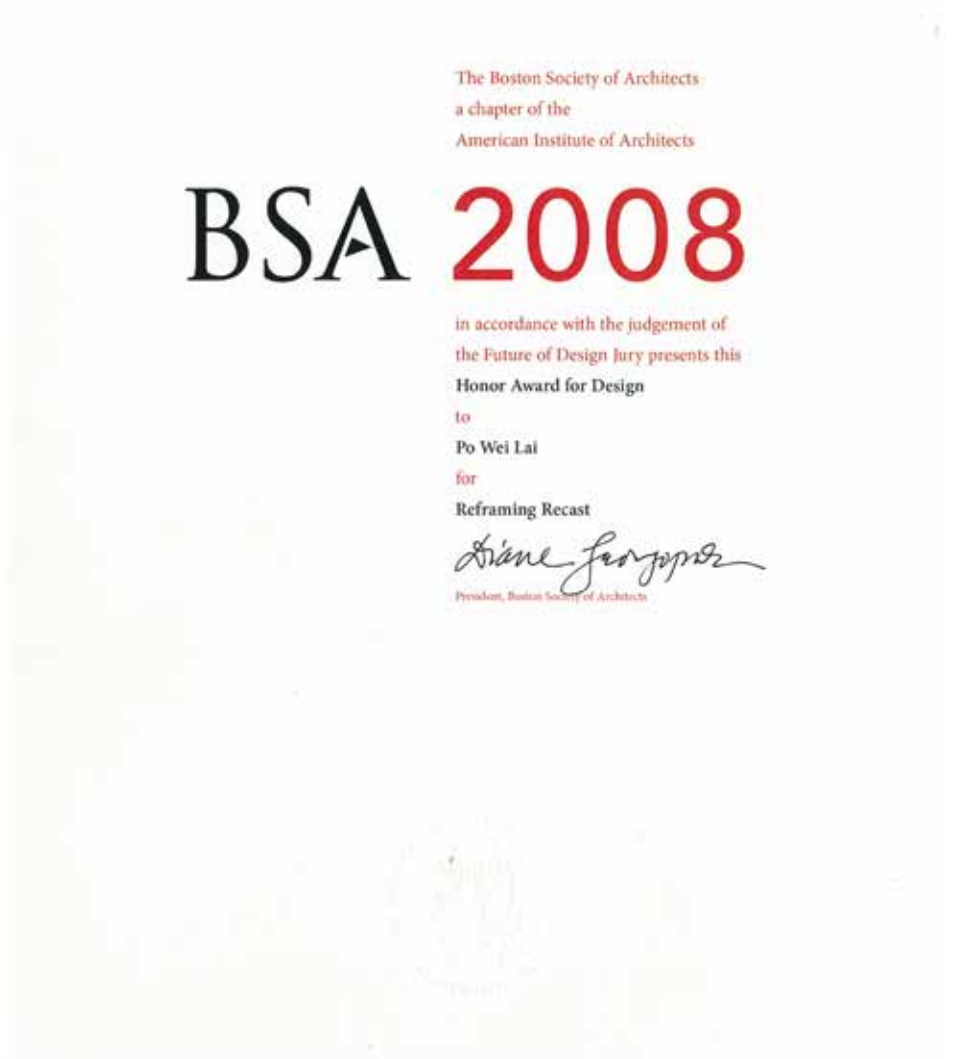 The Boston Society of Architects
a chapter of the
American Institute of Architects
BSA 2008
in accordance with the judgement of
the Future of Design Jury presents this
Honor Award for Design
to
Po Wei Lai
for
Reframing Recast
Diane
President, Boston Society of Architects